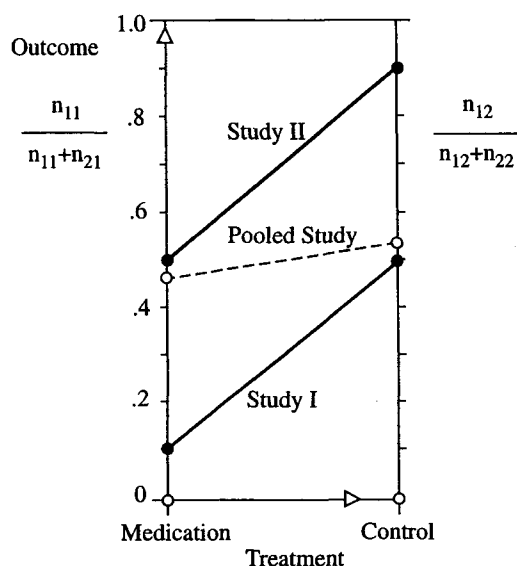 1.0
Outcome
n11
n11+n21
.8
Study II
n12
n12+n22
.6
Pooled Study
.4
.2
Study I
0
Medication
Control
Treatment